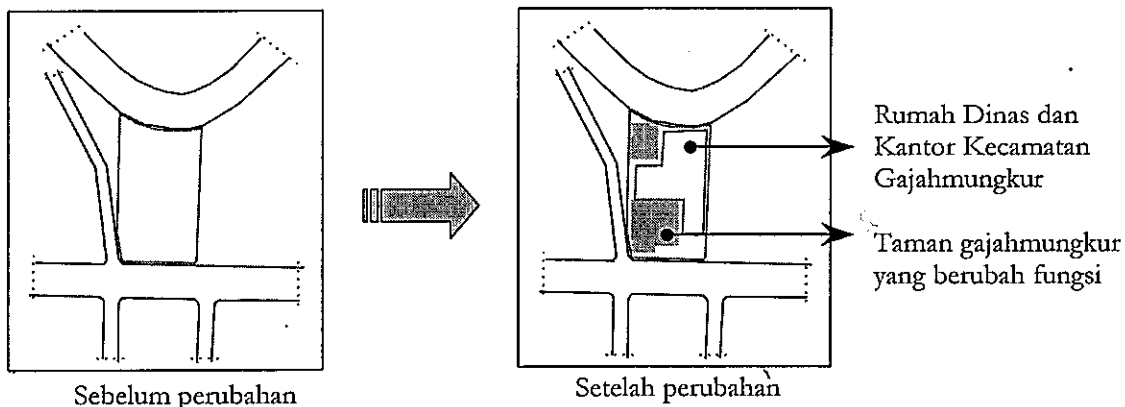 Rumah Dinas dan
Kantor Kecamatan
Gajahmungkur
Taman gajahmungkur
yang berubah fungsi
Sebelum perubahan
Setelah perubahan